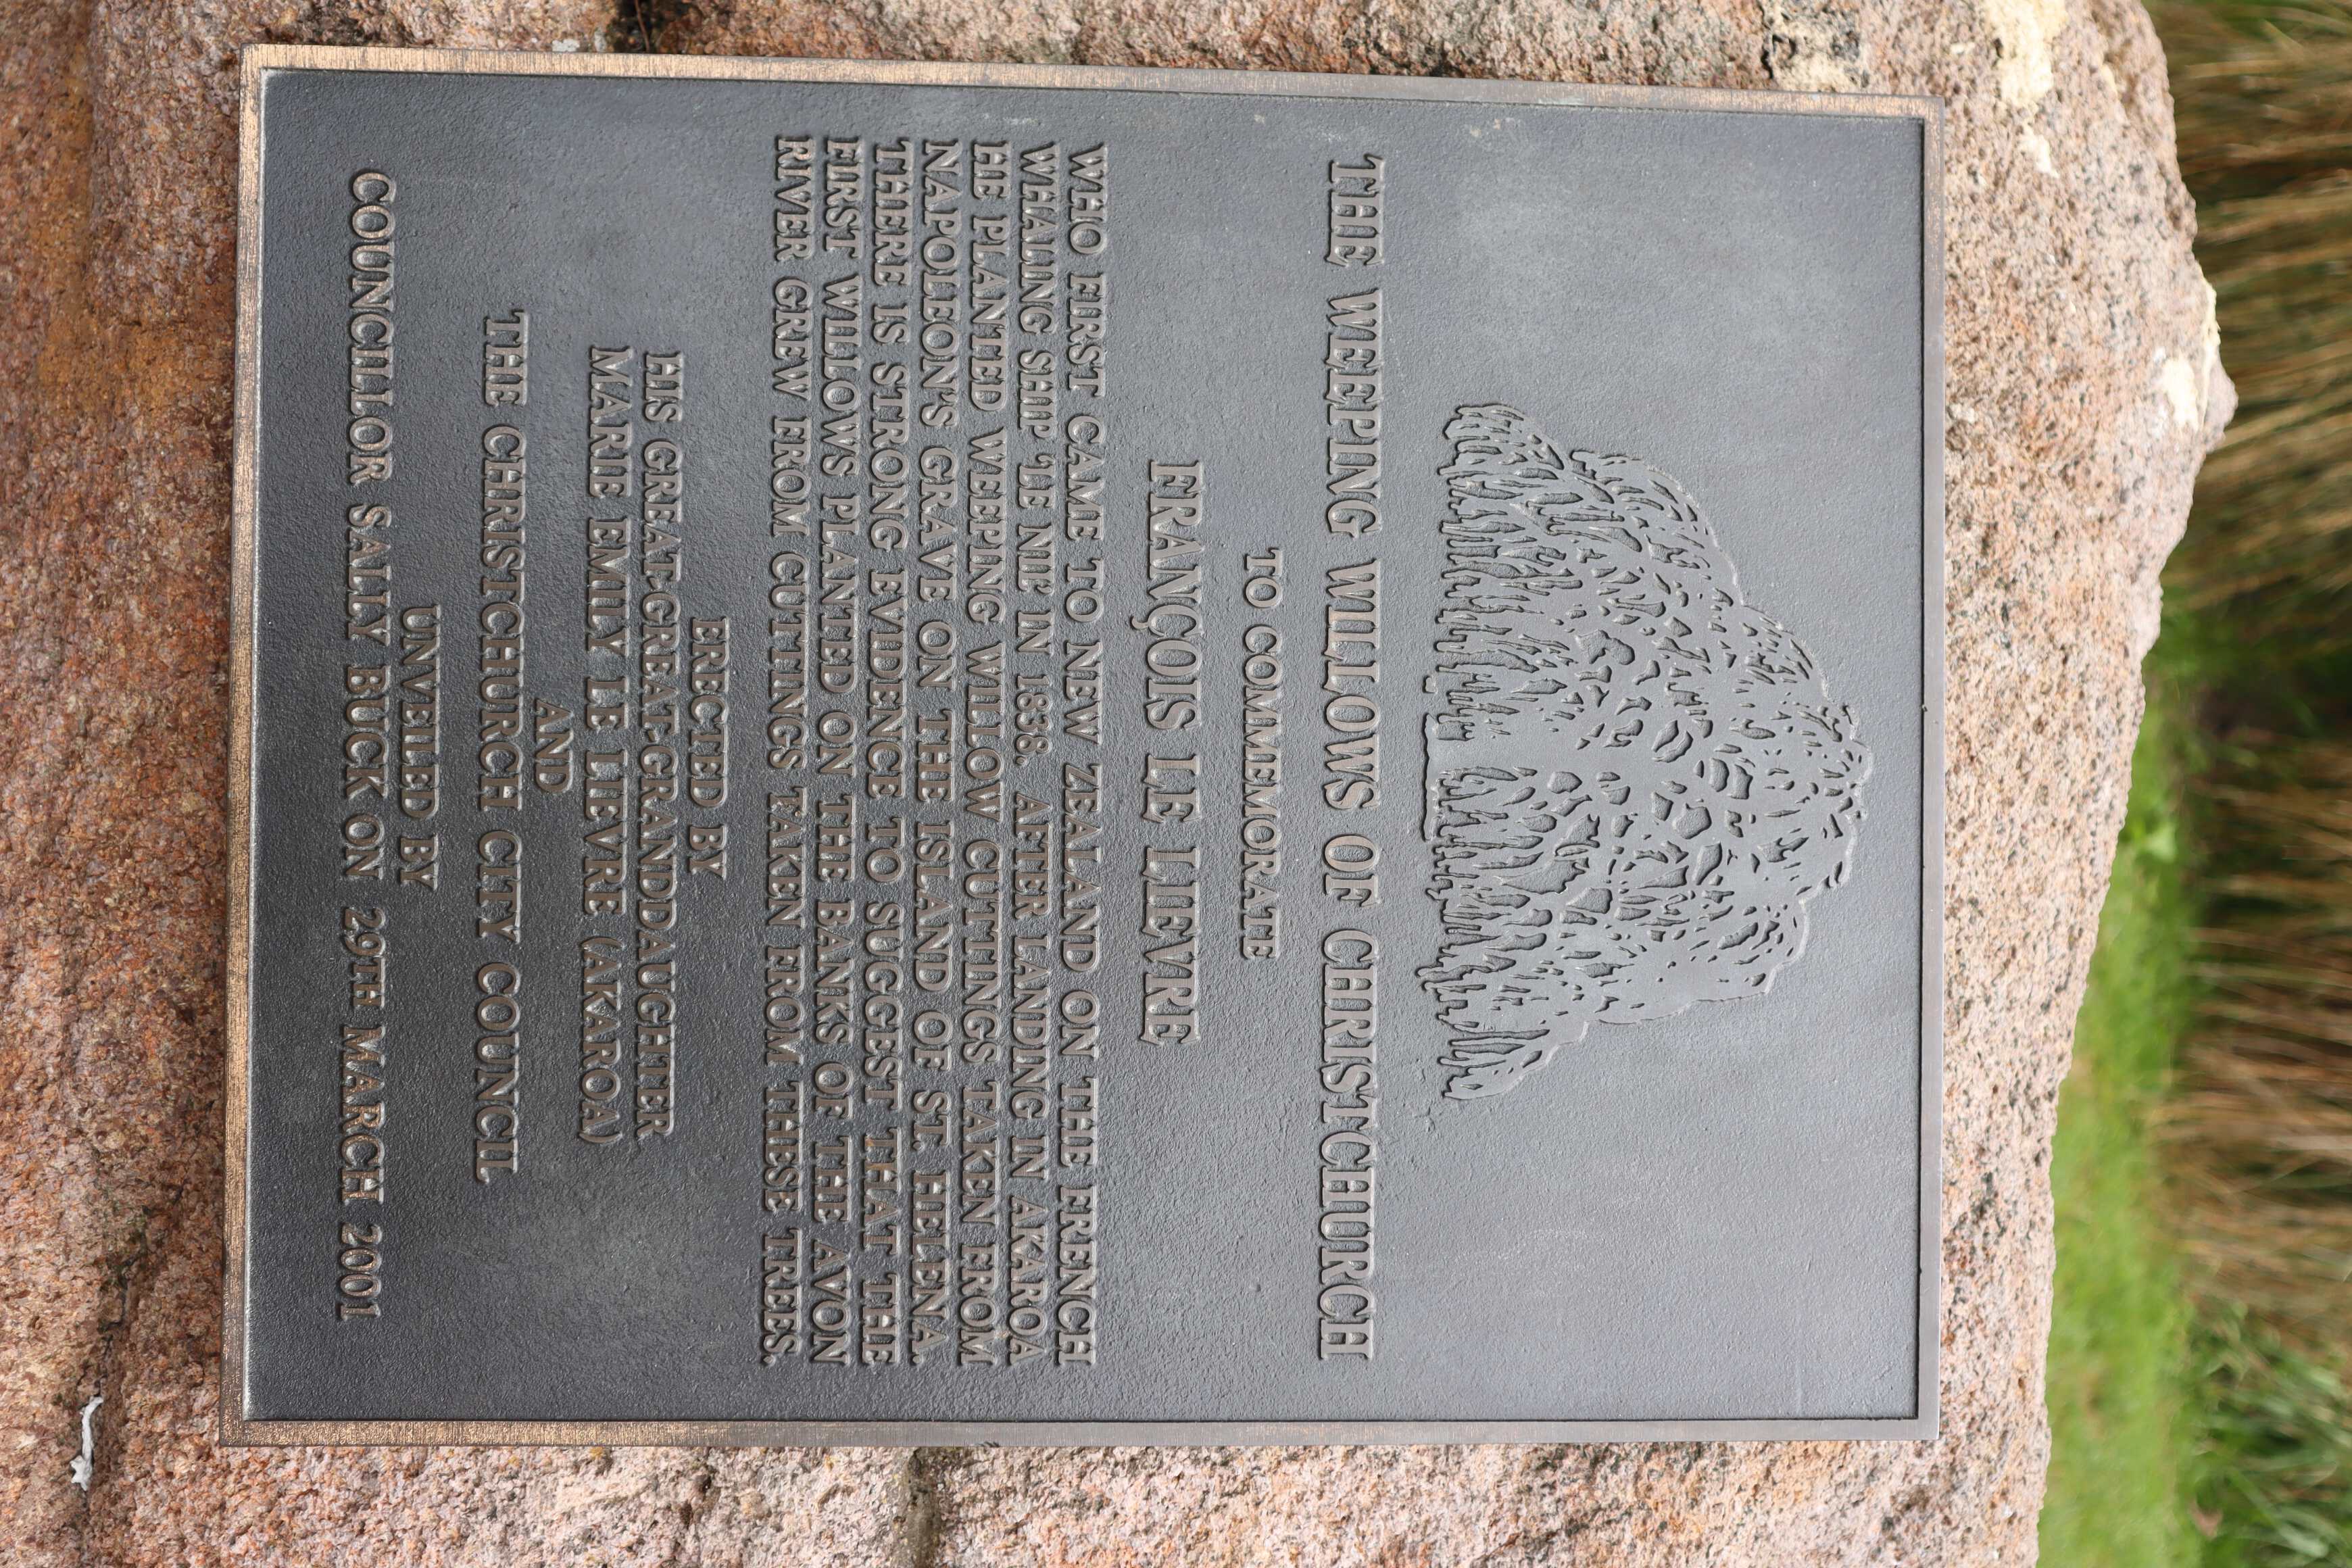 THE WEEPING WILLOWS OF CHRISTCHURCH
TO COMMEMORATE
FRANÇOIS LE LIEVRE
WHO FIRST CAME TO NEW ZEALAND ON THE FRENCH
WHALING SHIP 'LE NIL' IN 1838. AFTER LANDING IN AKAROA
HE PLANTED WEEPING WILLOW CUTTINGS TAKEN FROM
NAPOLEON'S GRAVE ON THE ISLAND OF ST. HELENA.
THERE IS STRONG EVIDENCE TO SUGGEST THAT THE
FIRST WILLOWS PLANTED ON THE BANKS OF THE AVON
RIVER GREW FROM CUTTINGS TAKEN FROM THESE TREES.
ERECTED BY
HIS GREAT-GREAT-GRANDDAUGHTER
MARIE EMILY LE LIEVRE (AKAROA)
AND
THE CHRISTCHURCH CITY COUNCIL
UNVEILED BY
COUNCILLOR SALLY BUCK ON 29TH MARCH 2001